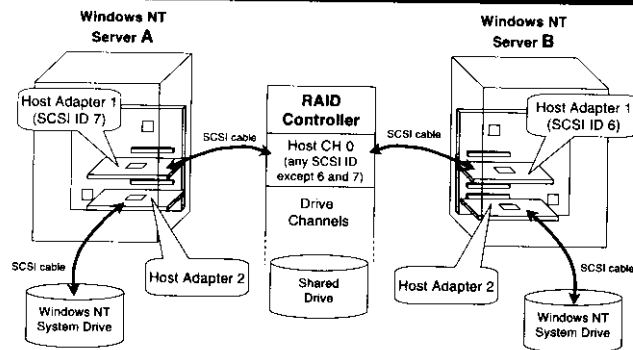 Windows NT
Server A
Windows NT
Server B
Host Adapter 1
(SCSI ID 7)
RAID
Controller
Host Adapter 1
(SCSI ID 6)
SCSI cable
Host CH 0
(any SCSI ID
except 6 and 7)
SCSI cable
Drive
Channels
SCSI cable
Host Adapter 2
Shared
Drive
Host Adapter 2
SCSI cable
Windows NT
System Drive
Windows NT
System Drive